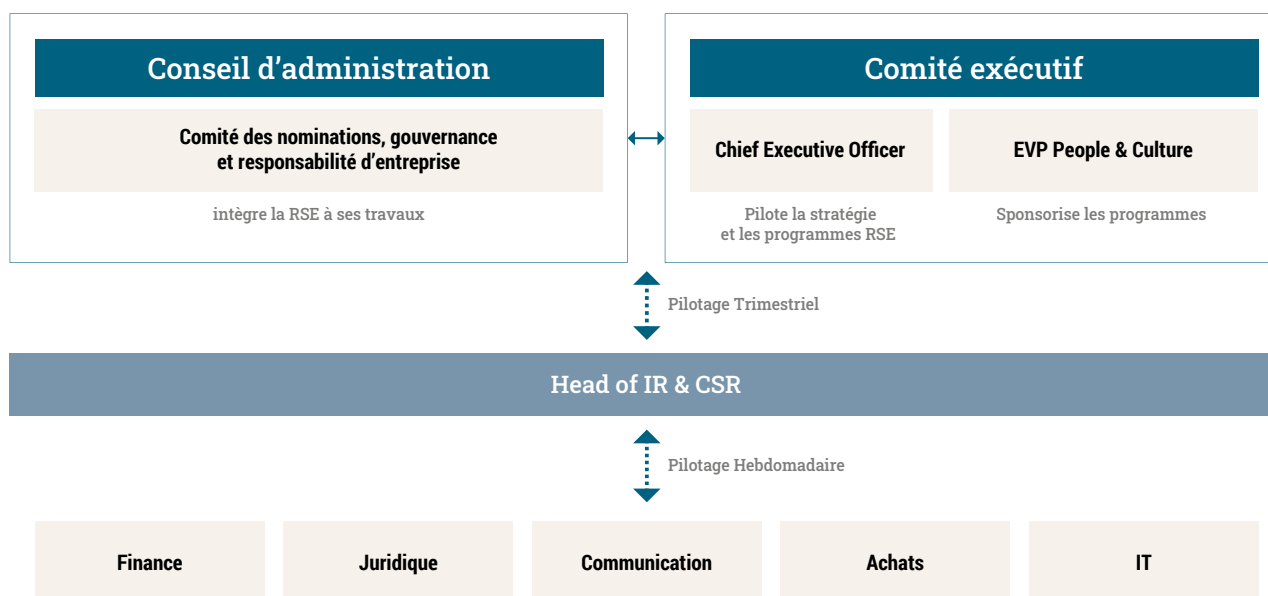 Conseil d’administration
Comité des nominations, gouvernance
et responsabilité d’entreprise
intègre la RSE à ses travaux
Comité exécutif
Chief Executive Officer
Pilote la stratégie
et les programmes RSE
EVP People & Culture
Sponsorise les programmes
Pilotage Trimestriel
Head of IR & CSR
Pilotage Hebdomadaire
Finance
Juridique
Communication
Achats
IT